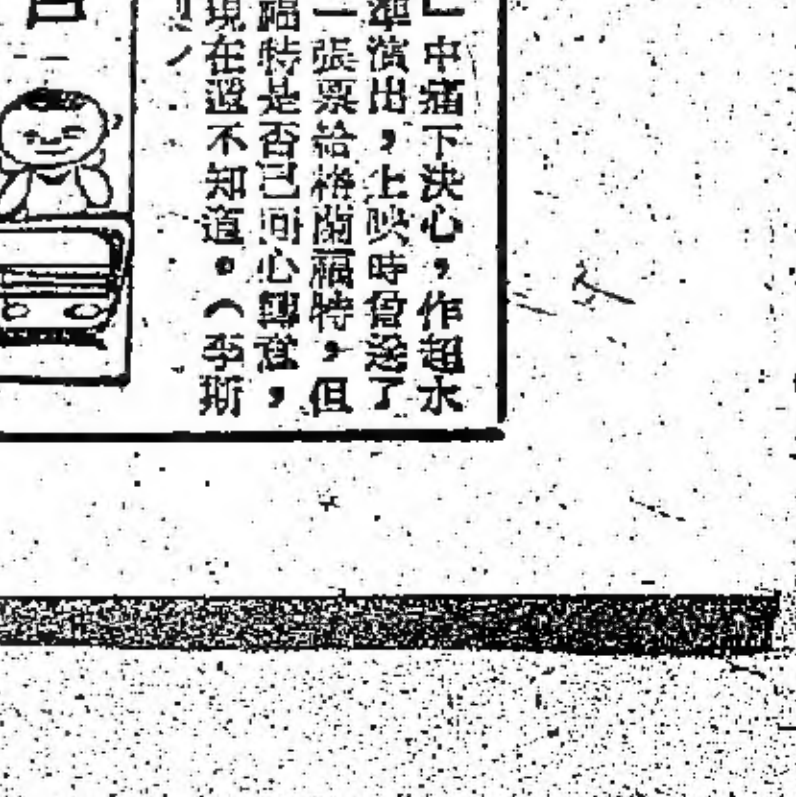 」中痛下決心，作超水
準演出，上映時曾送了
一張票給格蘭福特，但
福特是否已回心轉意，
現在還不知道。（李斯